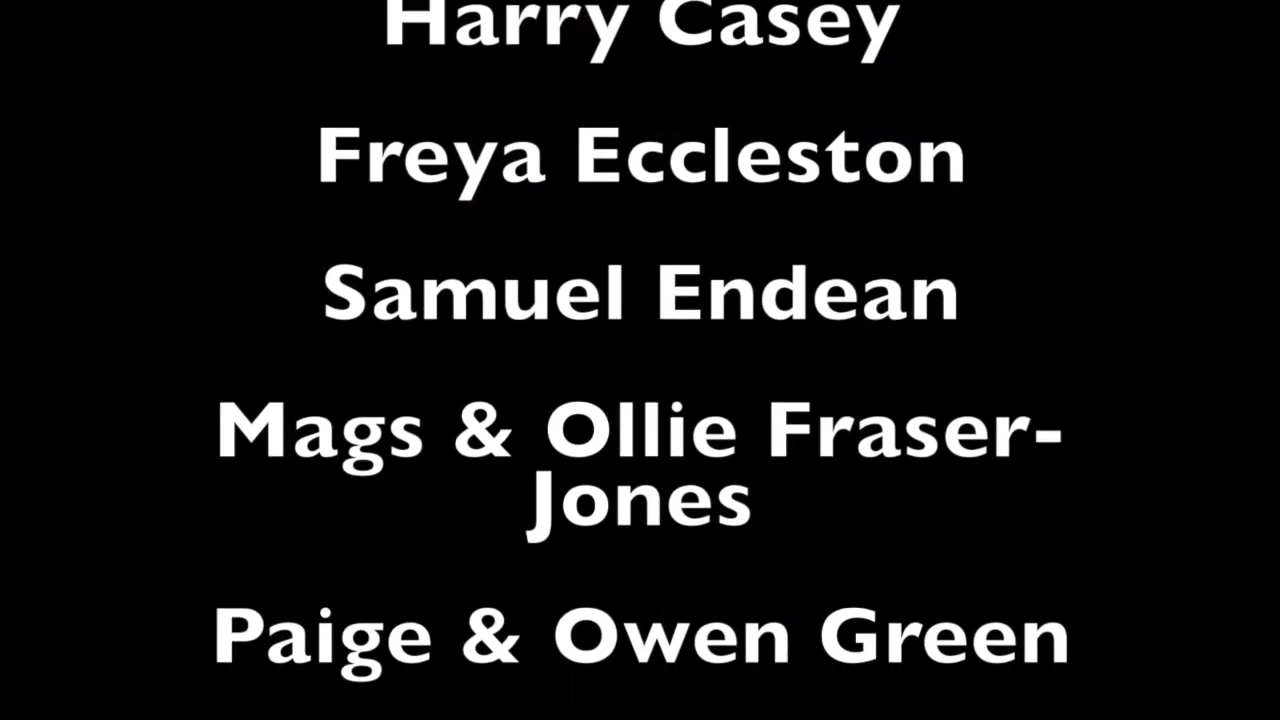 Harry Casey
Freya Eccleston
Samuel Endean
Mags & Ollie Fraser-
Jones
Paige & Owen Green